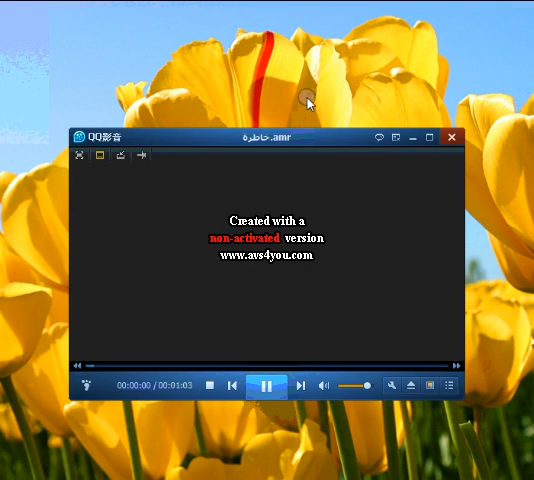 QQ影音
خاطرة.amr
Created with a
non-activated version
www.avs4you.com
00:00:00 / 00:01:03